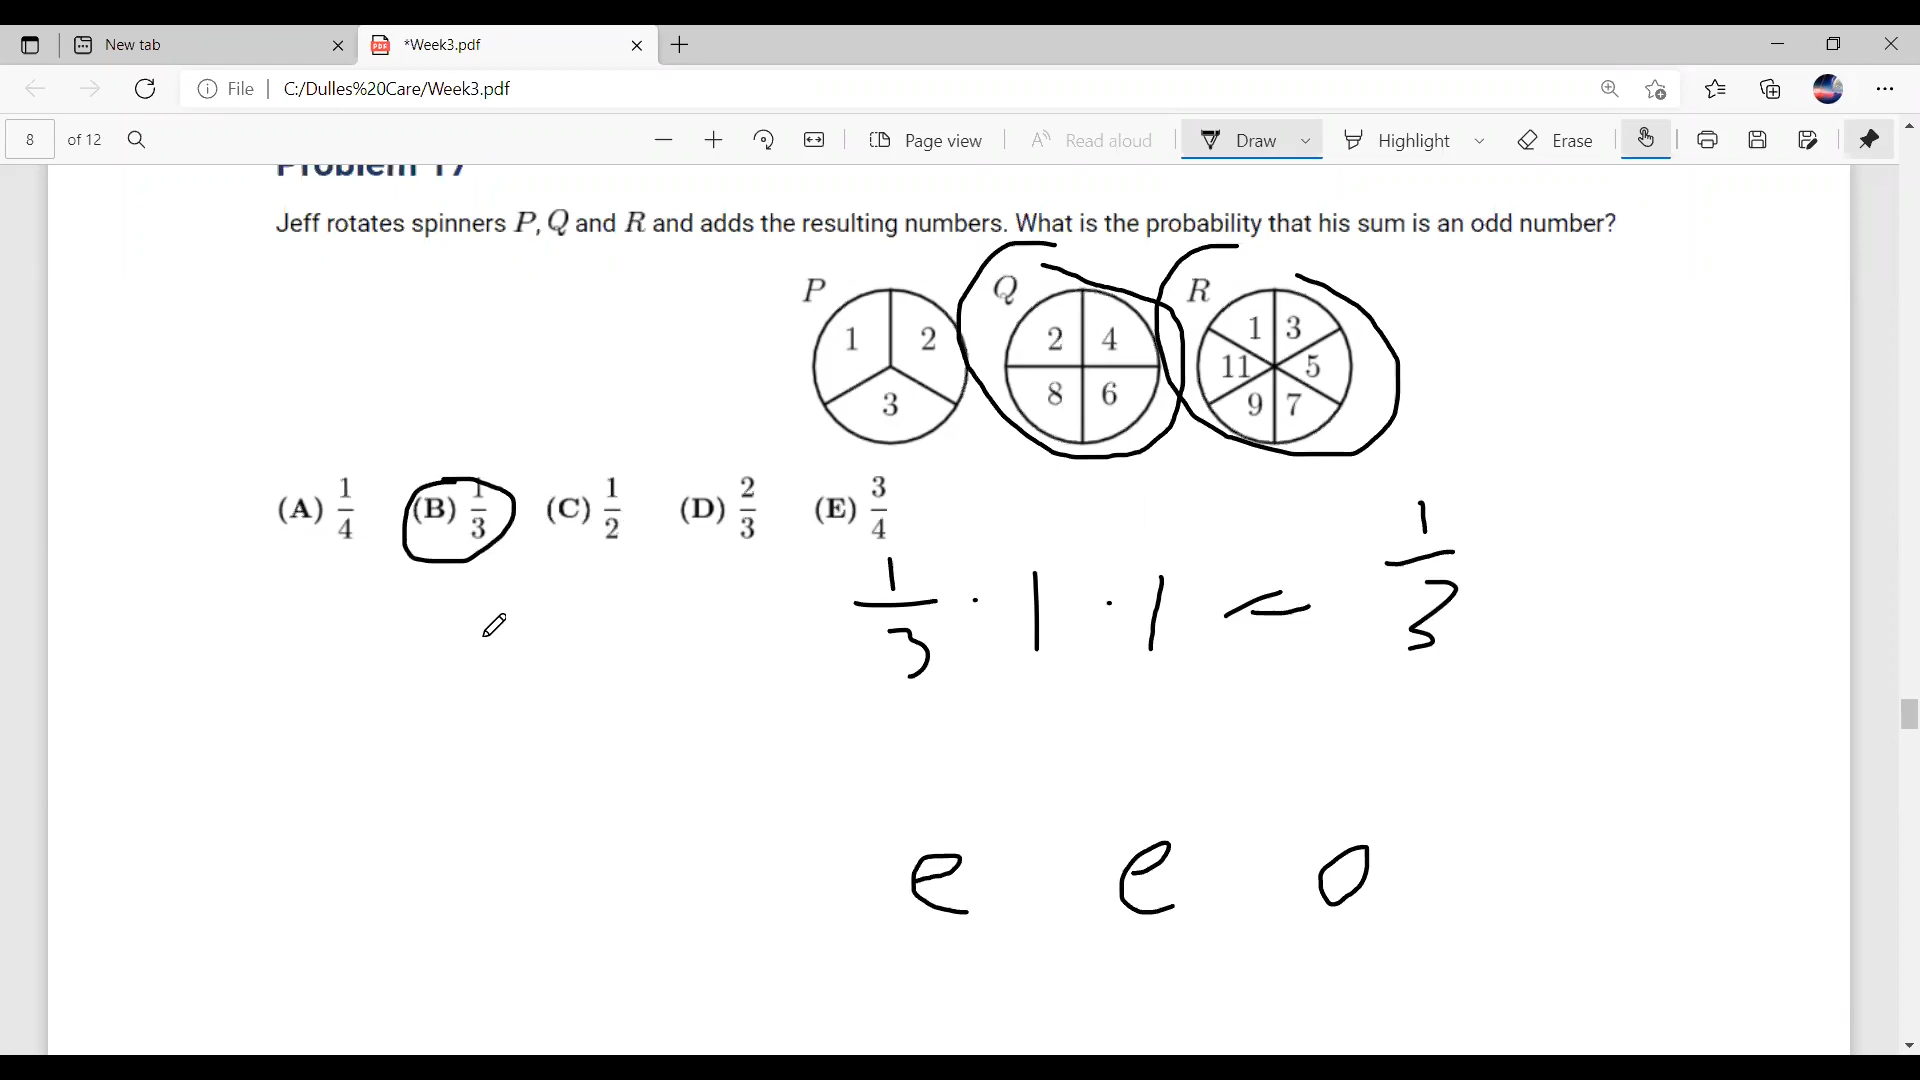 New tab
*Week3.pdf
File C:/Dulles%20Care/Week3.pdf
8 of 12 Page view Read aloud Draw Highlight Erase
Problem 17
Jeff rotates spinners P, Q and R and adds the resulting numbers. What is the probability that his sum is an odd number?
P Q R
1 2 3
2 4 8 6
1 3 11 5 9 7
(A) 1/4 (B) 1/3 (C) 1/2 (D) 2/3 (E) 3/4
1/3 · 1 · 1 = 1/3
e e o